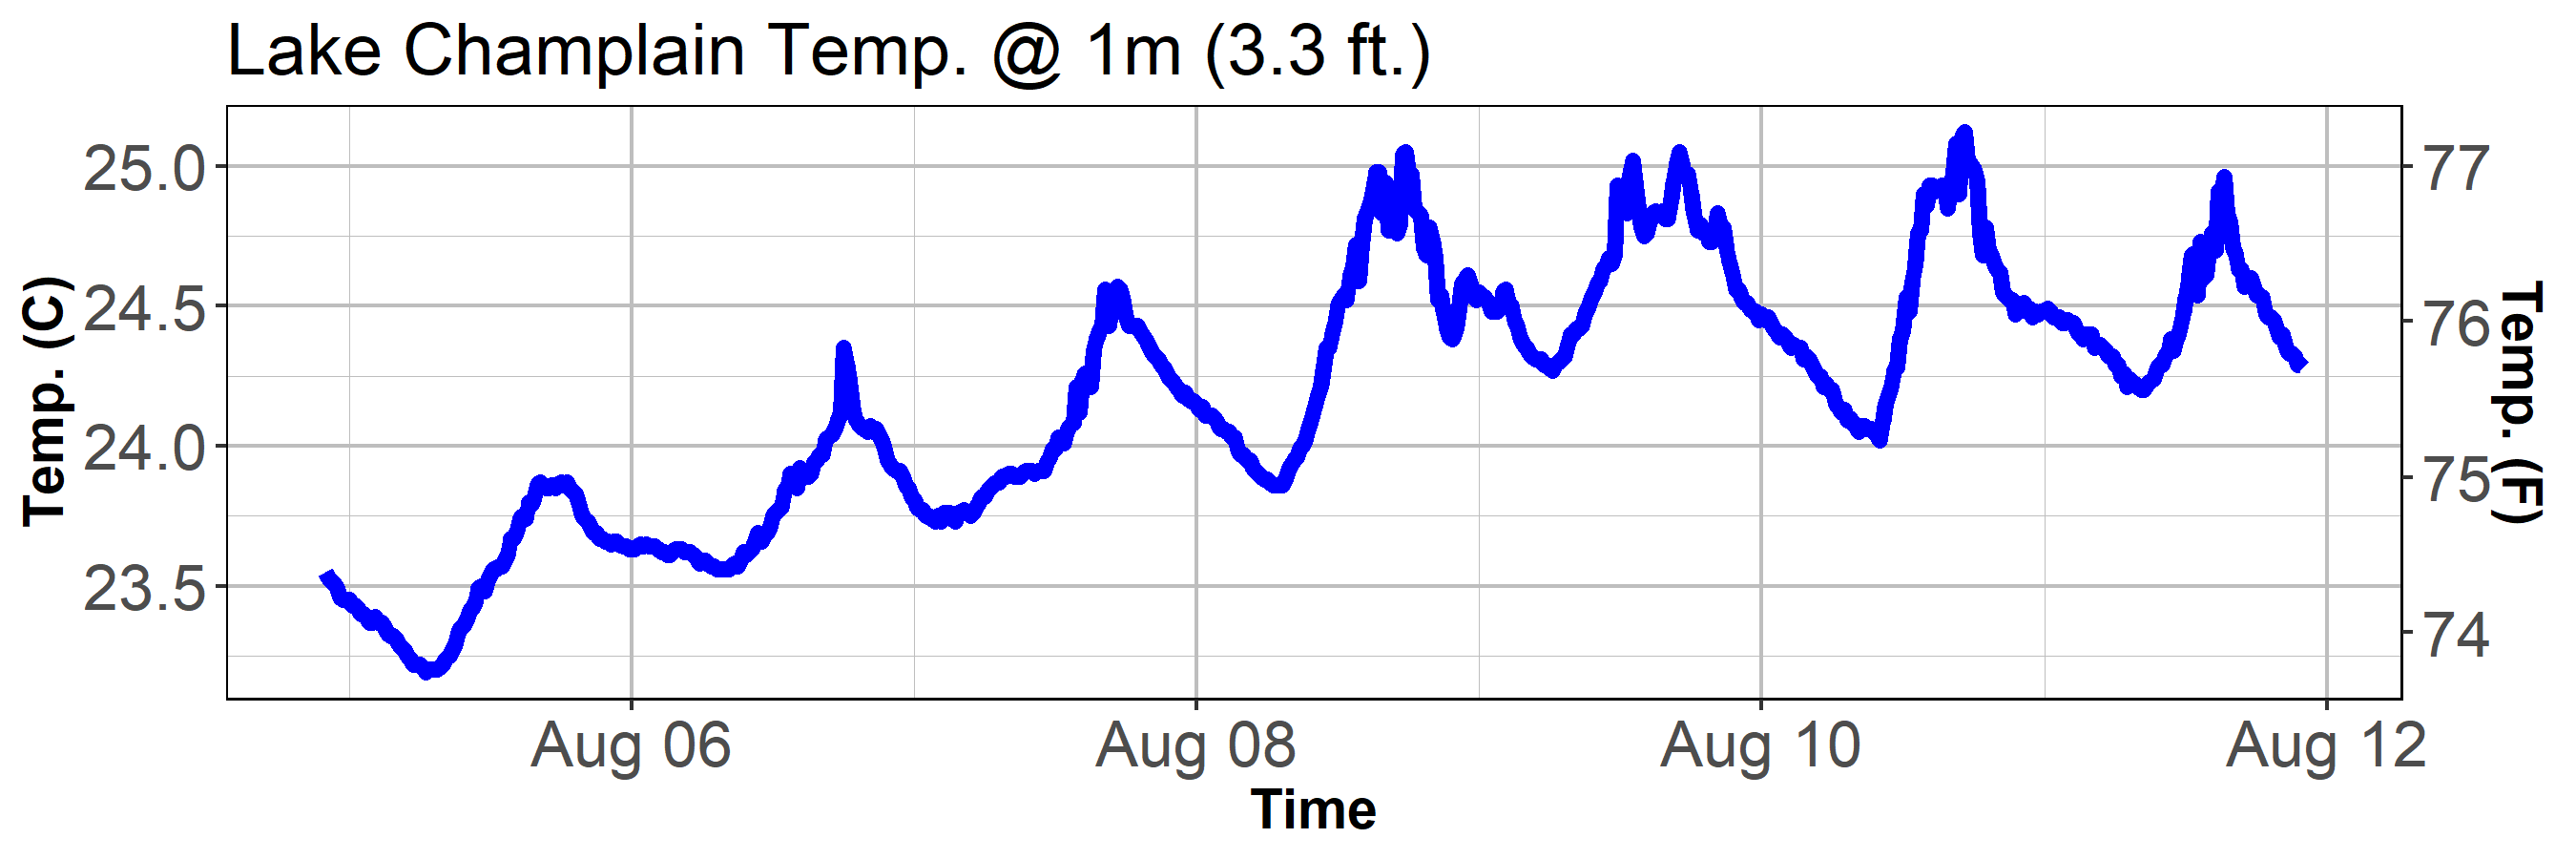 Lake Champlain Temp. @ 1m (3.3 ft.)
Temp. (C)
25.0
24.5
24.0
23.5
77
76
75
74
Temp. (F)
Aug 06 Aug 08 Aug 10 Aug 12
Time